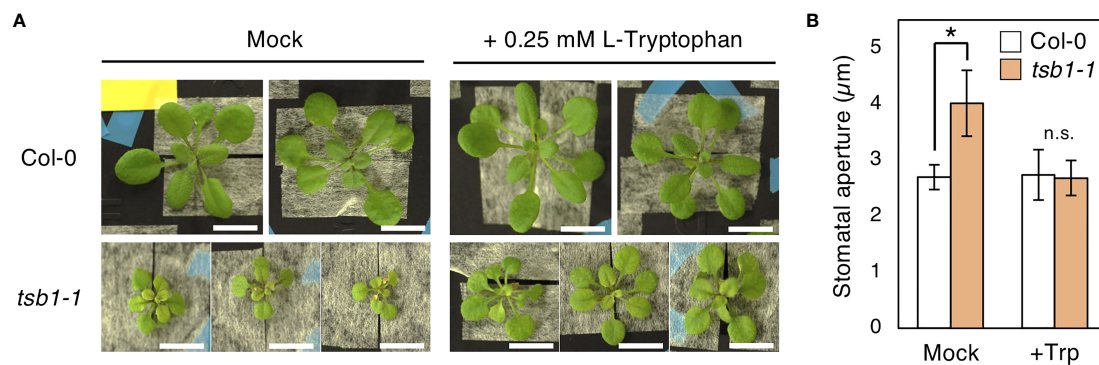 A
Mock
+ 0.25 mM L-Tryptophan
Col-0
tsb1-1
B
Stomatal aperture (µm)
5
4
3
2
1
0
*
n.s.
Col-0
tsb1-1
Mock
+Trp